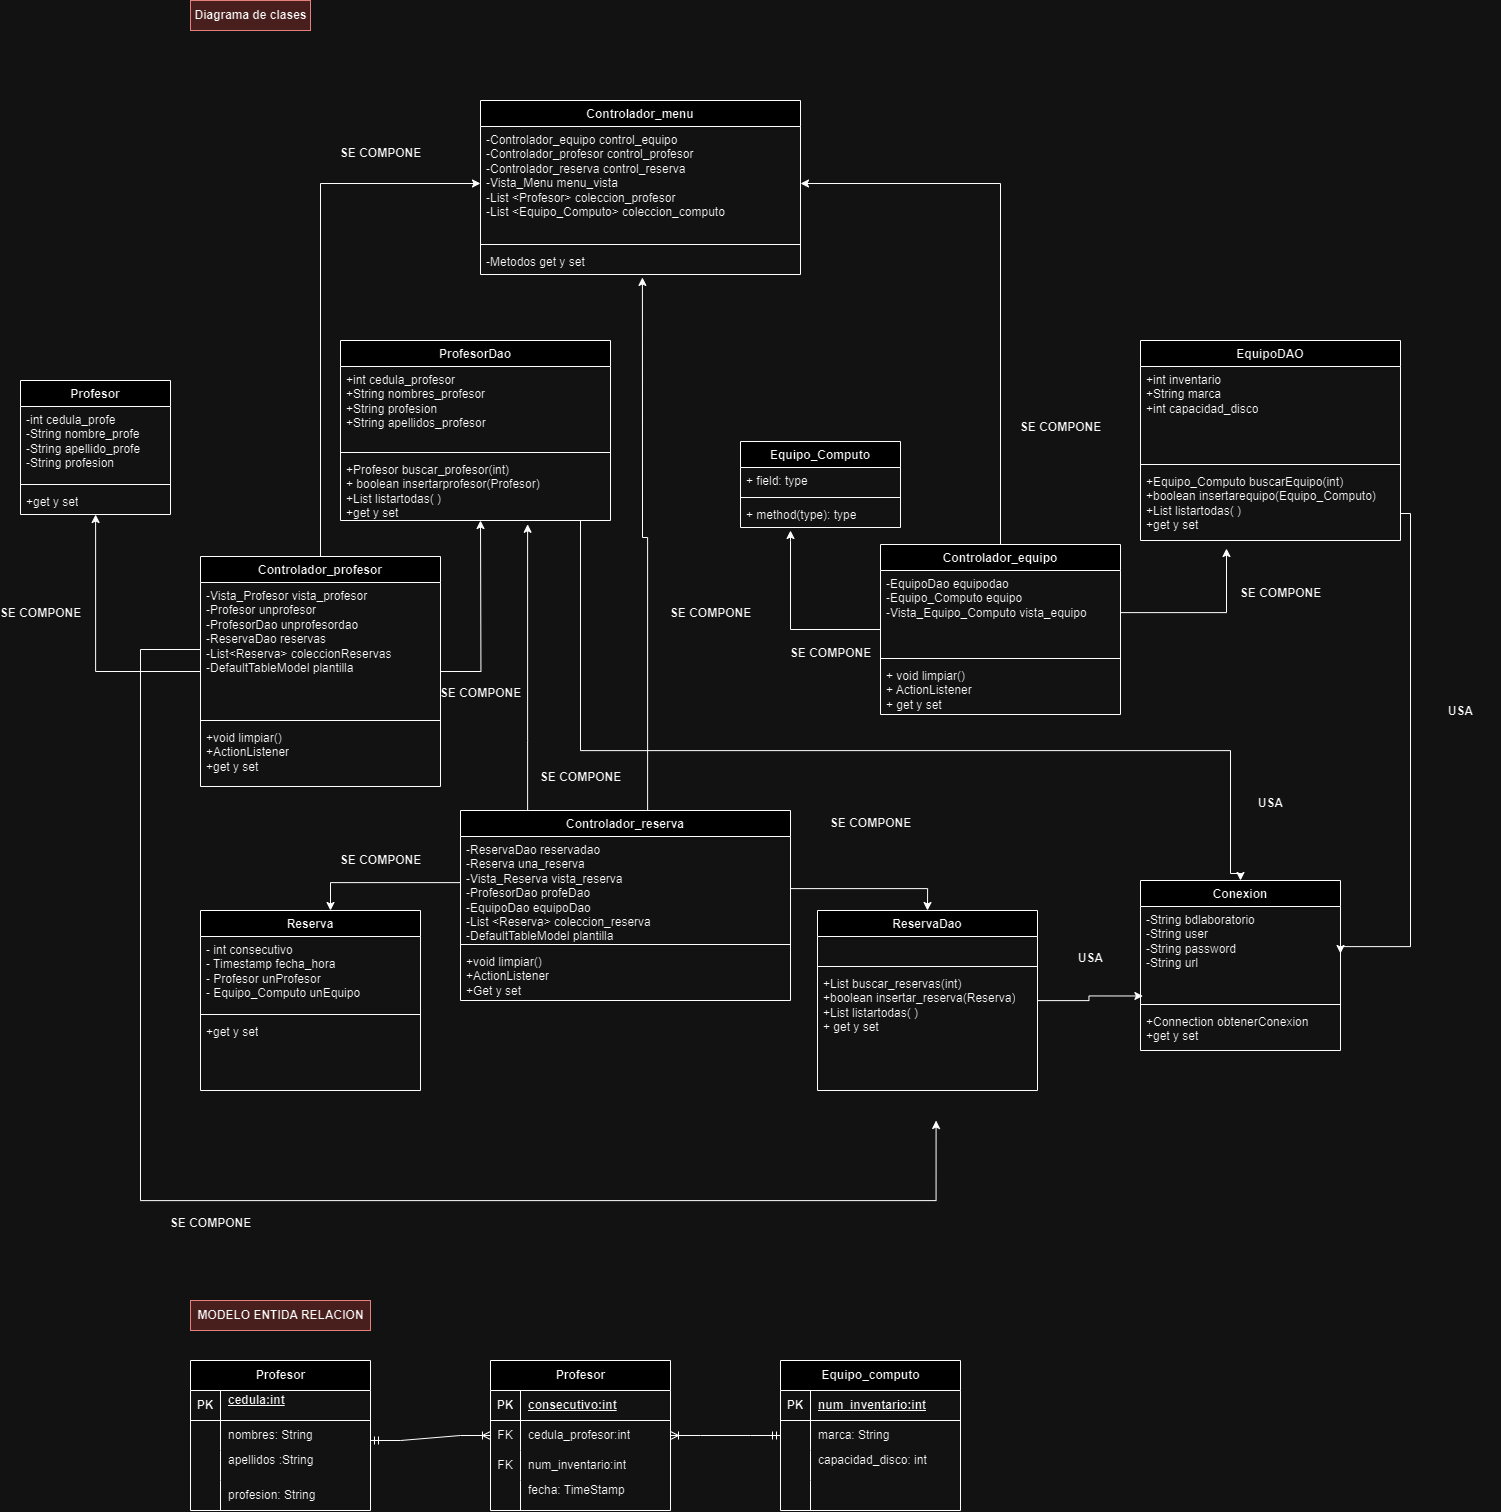 Diagrama de clases
Controlador_menu
-Controlador_equipo control_equipo
-Controlador_profesor control_profesor
-Controlador_reserva control_reserva
-Vista_Menu menu_vista
-List <Profesor> coleccion_profesor
-List <Equipo_Computo> coleccion_computo
-Metodos get y set
SE COMPONE
ProfesorDao
+int cedula_profesor
+String nombres_profesor
+String profesion
+String apellidos_profesor
+Profesor buscar_profesor(int)
+ boolean insertarprofesor(Profesor)
+List listartodas( )
+get y set
EquipoDAO
+int inventario
+String marca
+int capacidad_disco
+Equipo_Computo buscarEquipo(int)
+boolean insertarequipo(Equipo_Computo)
+List listartodas( )
+get y set
Profesor
-int cedula_profe
-String nombre_profe
-String apellido_profe
-String profesion
+get y set
SE COMPONE
Equipo_Computo
+ field: type
+ method(type): type
Controlador_equipo
-EquipoDao equipodao
-Equipo_Computo equipo
-Vista_Equipo_Computo vista_equipo
+ void limpiar()
+ ActionListener
+ get y set
SE COMPONE
Controlador_profesor
-Vista_Profesor vista_profesor
-Profesor unprofesor
-ProfesorDao unprofesordao
-ReservaDao reservas
-List<Reserva> coleccionReservas
-DefaultTableModel plantilla
+void limpiar()
+ActionListener
+get y set
SE COMPONE
SE COMPONE
SE COMPONE
SE COMPONE
USA
SE COMPONE
USA
Controlador_reserva
-ReservaDao reservadao
-Reserva una_reserva
-Vista_Reserva vista_reserva
-ProfesorDao profeDao
-EquipoDao equipoDao
-List <Reserva> coleccion_reserva
-DefaultTableModel plantilla
+void limpiar()
+ActionListener
+Get y set
SE COMPONE
SE COMPONE
Reserva
- int consecutivo
- Timestamp fecha_hora
- Profesor unProfesor
- Equipo_Computo unEquipo
+get y set
ReservaDao
+List buscar_reservas(int)
+boolean insertar_reserva(Reserva)
+List listartodas( )
+ get y set
USA
Conexion
-String bdlaboratorio
-String user
-String password
-String url
+Connection obtenerConexion
+get y set
SE COMPONE
MODELO ENTIDA RELACION
Profesor
PK cedula:int
nombres: String
apellidos :String
profesion: String
Profesor
PK consecutivo:int
FK cedula_profesor:int
FK num_inventario:int
fecha: TimeStamp
Equipo_computo
PK num_inventario:int
marca: String
capacidad_disco: int